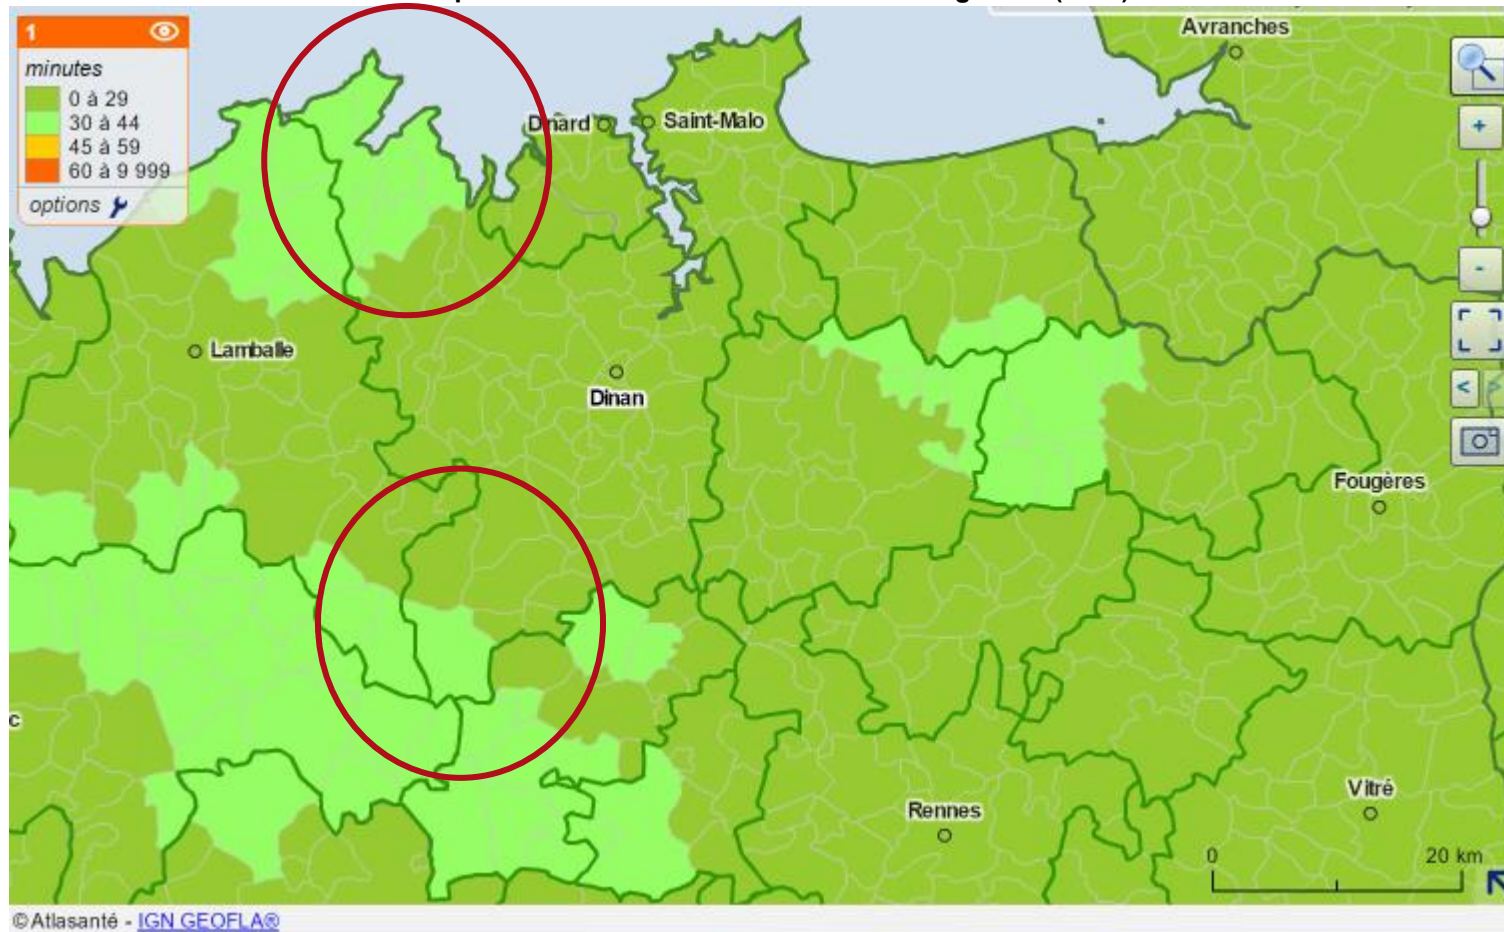 1
minutes
0 à 29
30 à 44
45 à 59
60 à 9 999
options
Avranches
Dinard
Saint-Malo
+
-
Lamballe
Dinan
< >
Fougères
c
Vitré
Rennes
0 20 km
©Atlasanté - IGN GEOFLA®